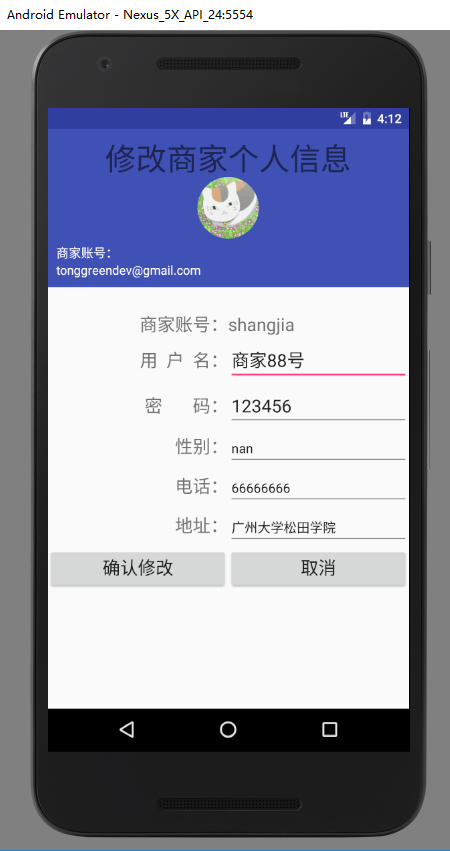 Android Emulator - Nexus_5X_API_24:5554
LTE 4:12
修改商家个人信息
商家账号：
tonggreendev@gmail.com
商家账号：shangjia
用 户 名：商家88号
密 码：123456
性别：nan
电话：66666666
地址：广州大学松田学院
确认修改 取消